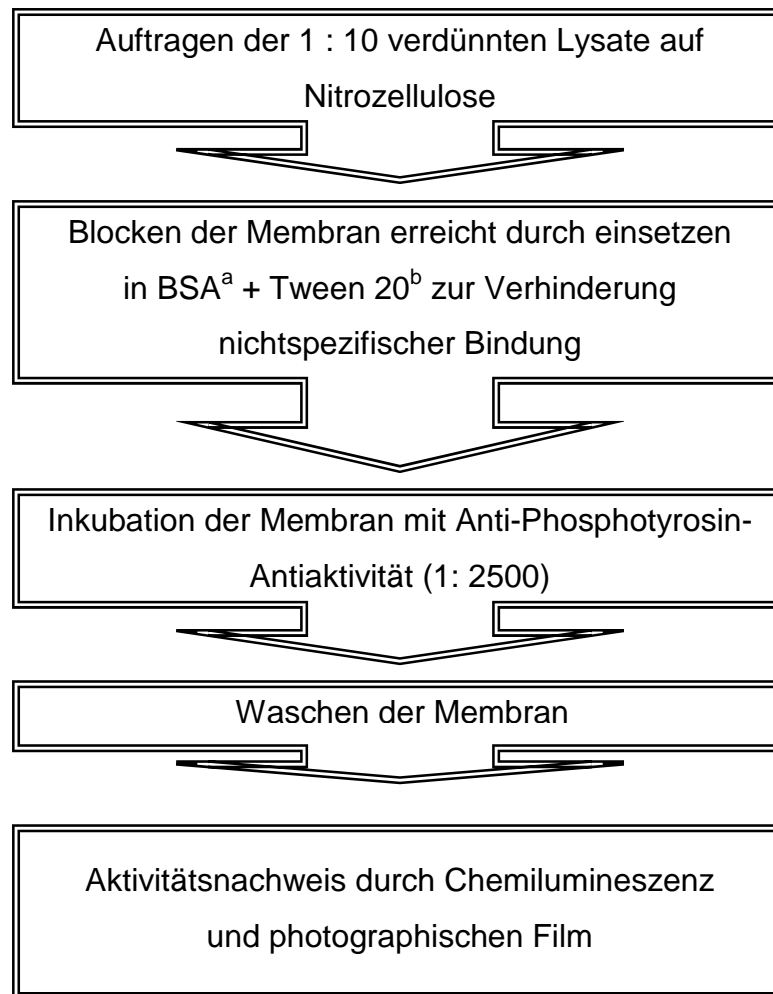 Auftragen der 1 : 10 verdünnten Lysate auf
Nitrozellulose
Blocken der Membran erreicht durch einsetzen
in BSAᵃ + Tween 20ᵇ zur Verhinderung
nichtspezifischer Bindung
Inkubation der Membran mit Anti-Phosphotyrosin-
Antiaktivität (1: 2500)
Waschen der Membran
Aktivitätsnachweis durch Chemilumineszenz
und photographischen Film